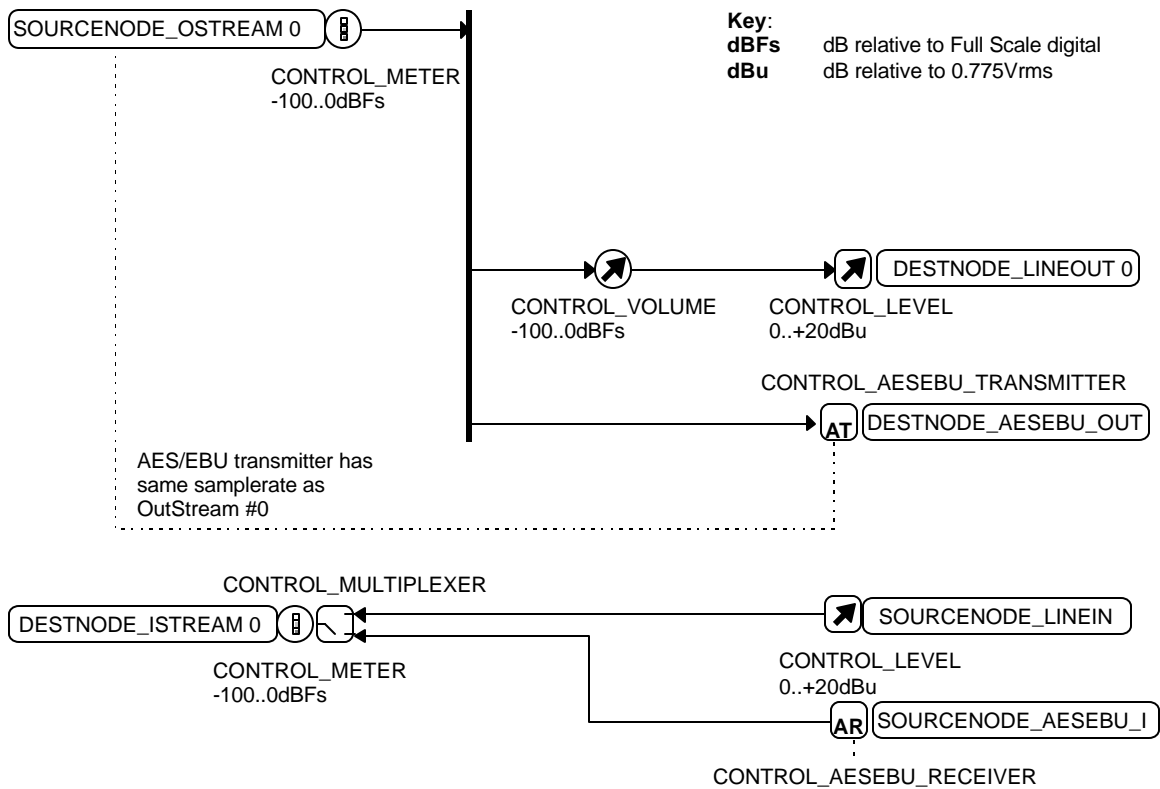 SOURCENODE_OSTREAM 0
CONTROL_METER
-100..0dBFs
Key:
dBFs dB relative to Full Scale digital
dBu dB relative to 0.775Vrms
DESTNODE_LINEOUT 0
CONTROL_VOLUME
-100..0dBFs
CONTROL_LEVEL
0..+20dBu
CONTROL_AESEBU_TRANSMITTER
AT
DESTNODE_AESEBU_OUT
AES/EBU transmitter has
same samplerate as
OutStream #0
CONTROL_MULTIPLEXER
DESTNODE_ISTREAM 0
CONTROL_METER
-100..0dBFs
SOURCENODE_LINEIN
CONTROL_LEVEL
0..+20dBu
AR
SOURCENODE_AESEBU_I
CONTROL_AESEBU_RECEIVER